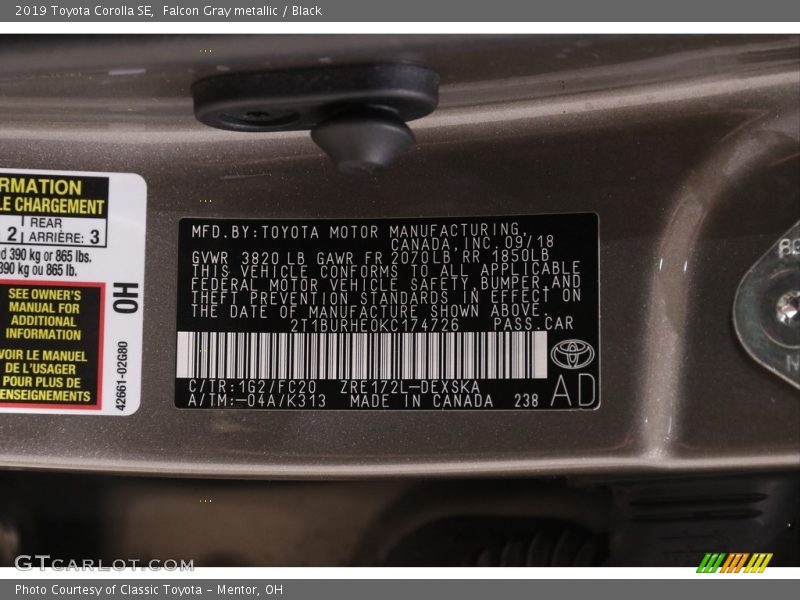 2019 Toyota Corolla SE,  Falcon Gray metallic / Black
RMATION
LE CHARGEMENT
2 REAR
ARRIÈRE: 3
d 390 kg or 865 lbs.
390 kg ou 865 lb.
SEE OWNER'S
MANUAL FOR
ADDITIONAL
INFORMATION
VOIR LE MANUEL
DE L'USAGER
POUR PLUS DE
ENSEIGNEMENTS
OH
42661-02G80
MFD.BY:TOYOTA MOTOR MANUFACTURING,
CANADA,INC.09/18
GVWR 3820 LB GAWR FR 2070LB RR 1850LB
THIS VEHICLE CONFORMS TO ALL APPLICABLE
FEDERAL MOTOR VEHICLE SAFETY,BUMPER,AND
THEFT PREVENTION STANDARDS IN EFFECT ON
THE DATE OF MANUFACTURE SHOWN ABOVE.
2T1BURHE0KC174726 PASS.CAR
C/TR:1G2/FC20 ZRE172L-DEXSKA
A/TM:-04A/K313 MADE IN CANADA 238
AD
GTCARLOT.COM
Photo Courtesy of Classic Toyota - Mentor, OH